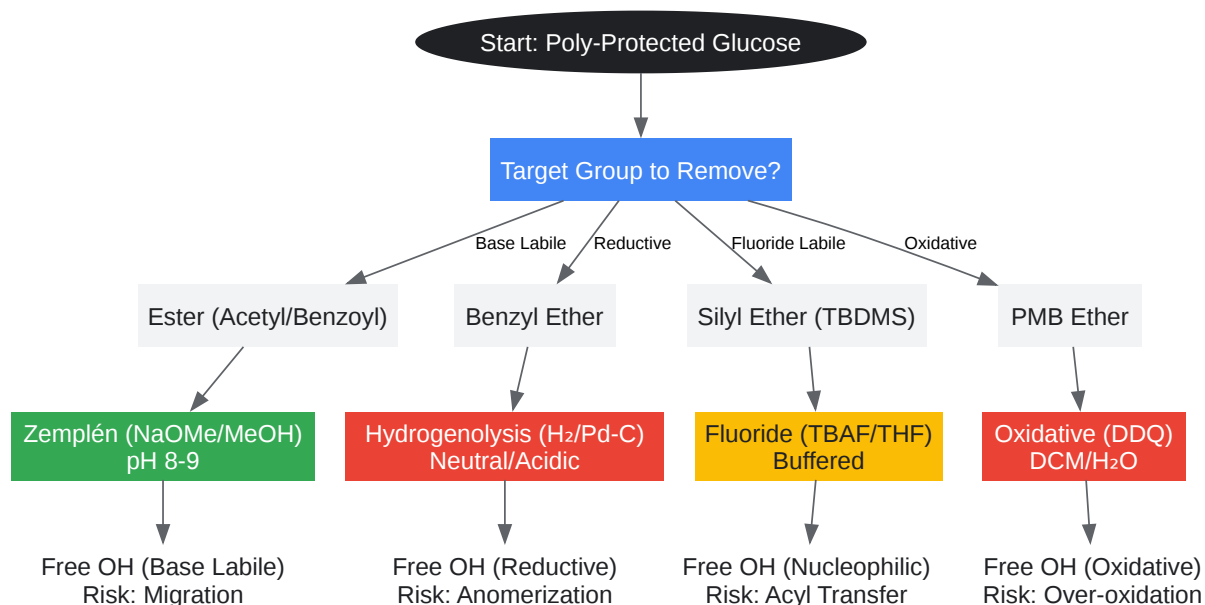 Start: Poly-Protected Glucose
Target Group to Remove?
Base Labile
Reductive
Fluoride Labile
Oxidative
Ester (Acetyl/Benzoyl)
Benzyl Ether
Silyl Ether (TBDMS)
PMB Ether
Zemplén (NaOMe/MeOH)
pH 8-9
Hydrogenolysis (H₂/Pd-C)
Neutral/Acidic
Fluoride (TBAF/THF)
Buffered
Oxidative (DDQ)
DCM/H₂O
Free OH (Base Labile)
Risk: Migration
Free OH (Reductive)
Risk: Anomerization
Free OH (Nucleophilic)
Risk: Acyl Transfer
Free OH (Oxidative)
Risk: Over-oxidation